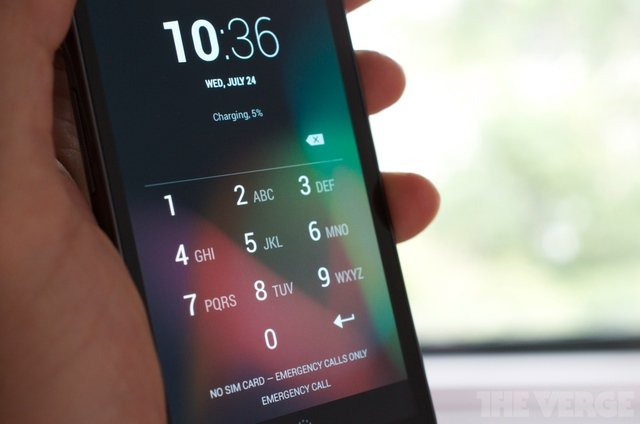 10:36
WED, JULY 24
Charging, 5%
1 2 ABC 3 DEF
4 GHI 5 JKL 6 MNO
7 PQRS 8 TUV 9 WXYZ
0
NO SIM CARD — EMERGENCY CALLS ONLY
EMERGENCY CALL
THE VERGE